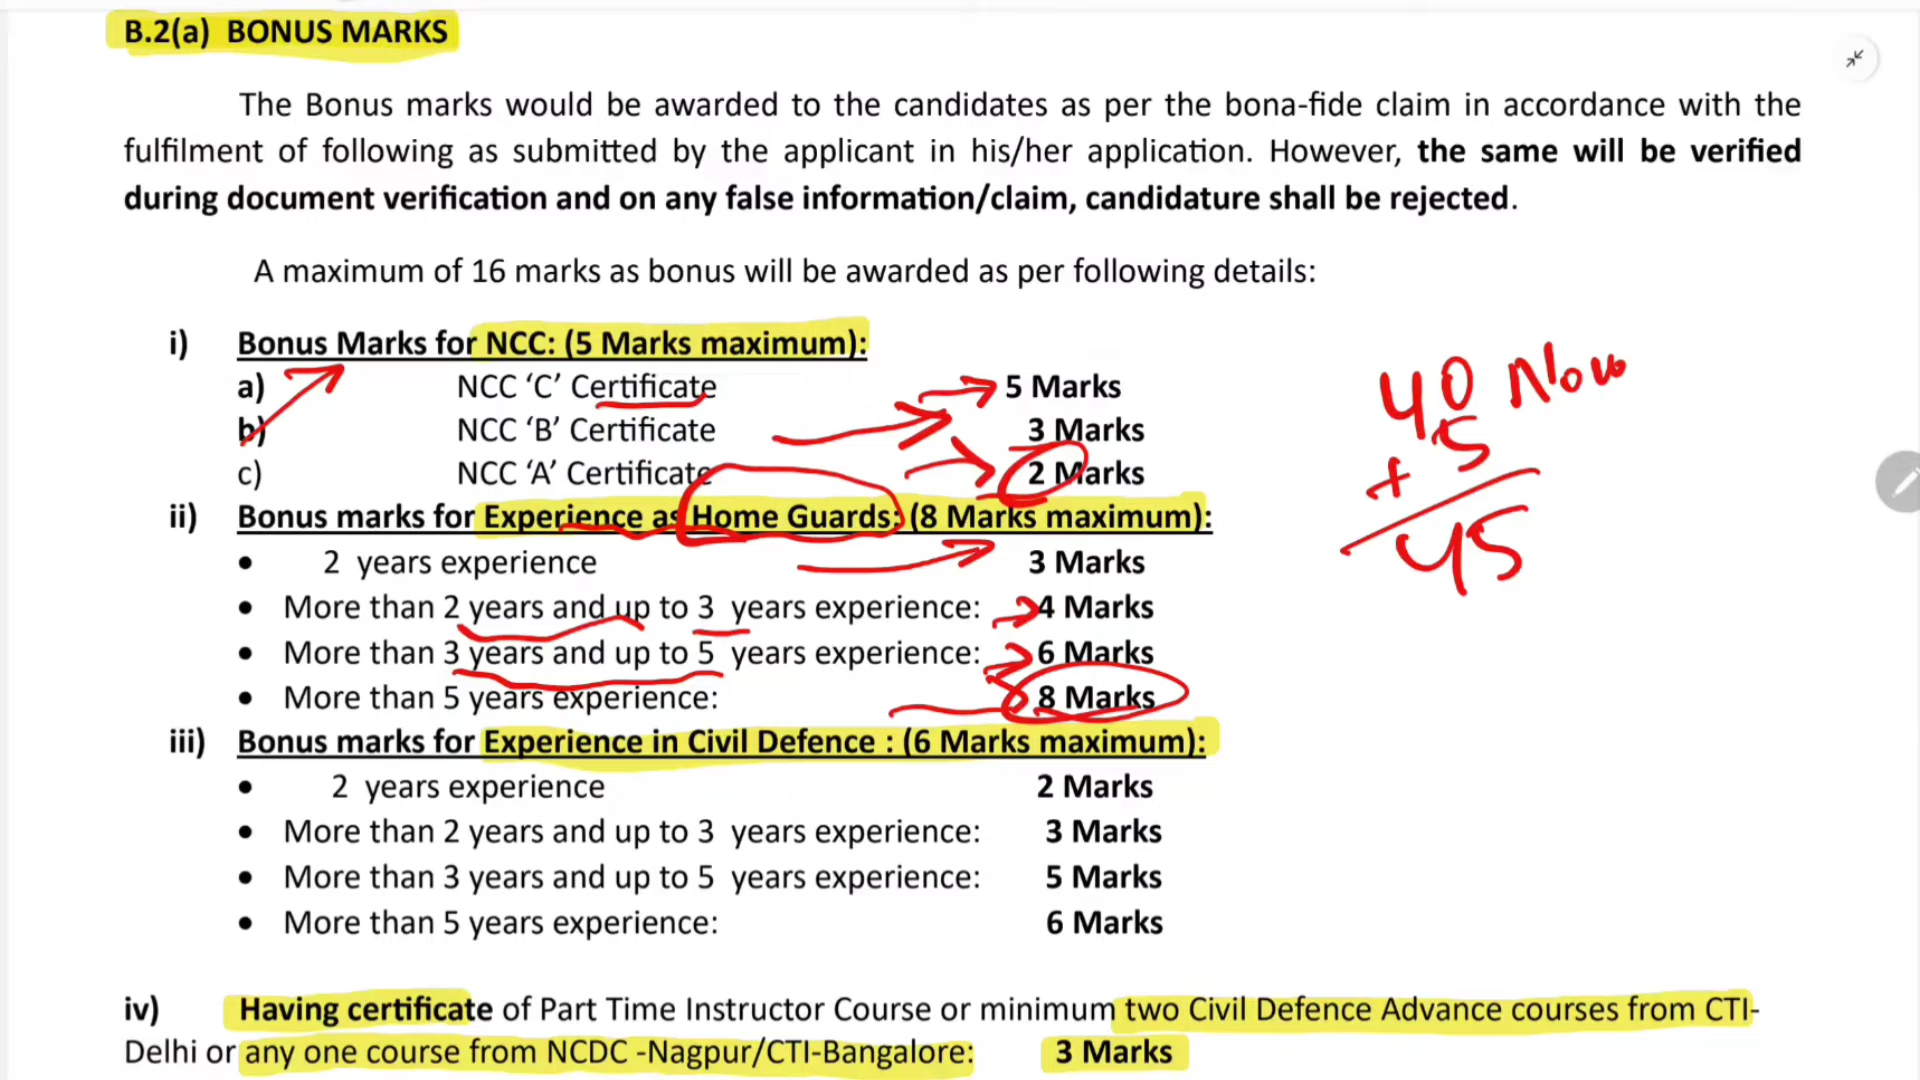 B.2(a) BONUS MARKS
The Bonus marks would be awarded to the candidates as per the bona-fide claim in accordance with the
fulfilment of following as submitted by the applicant in his/her application. However, the same will be verified
during document verification and on any false information/claim, candidature shall be rejected.
A maximum of 16 marks as bonus will be awarded as per following details:
i) Bonus Marks for NCC: (5 Marks maximum):
a) NCC ‘C’ Certificate 5 Marks
b) NCC ‘B’ Certificate 3 Marks
c) NCC ‘A’ Certificate 2 Marks
ii) Bonus marks for Experience as Home Guards: (8 Marks maximum):
• 2 years experience 3 Marks
• More than 2 years and up to 3 years experience: 4 Marks
• More than 3 years and up to 5 years experience: 6 Marks
• More than 5 years experience: 8 Marks
iii) Bonus marks for Experience in Civil Defence : (6 Marks maximum):
• 2 years experience 2 Marks
• More than 2 years and up to 3 years experience: 3 Marks
• More than 3 years and up to 5 years experience: 5 Marks
• More than 5 years experience: 6 Marks
iv) Having certificate of Part Time Instructor Course or minimum two Civil Defence Advance courses from CTI-
Delhi or any one course from NCDC -Nagpur/CTI-Bangalore: 3 Marks
40
+ 5
45